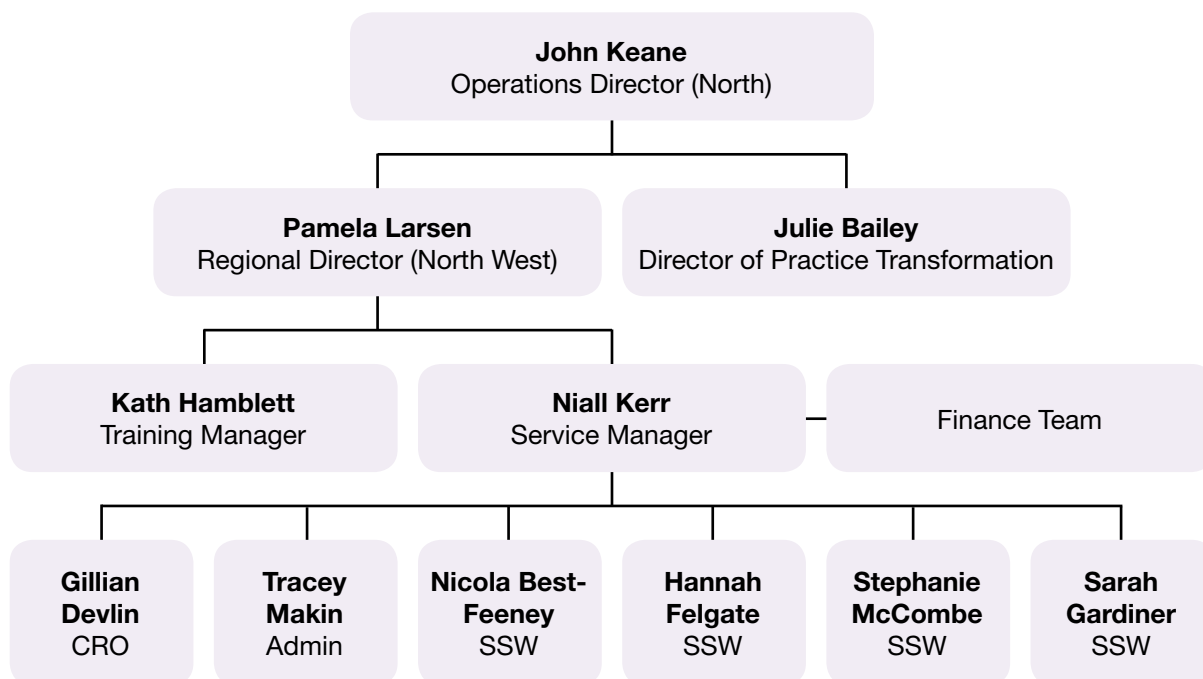 John Keane
Operations Director (North)
Pamela Larsen
Regional Director (North West)
Julie Bailey
Director of Practice Transformation
Kath Hamblett
Training Manager
Niall Kerr
Service Manager
Finance Team
Gillian
Devlin
CRO
Tracey
Makin
Admin
Nicola Best-
Feeney
SSW
Hannah
Felgate
SSW
Stephanie
McCombe
SSW
Sarah
Gardiner
SSW